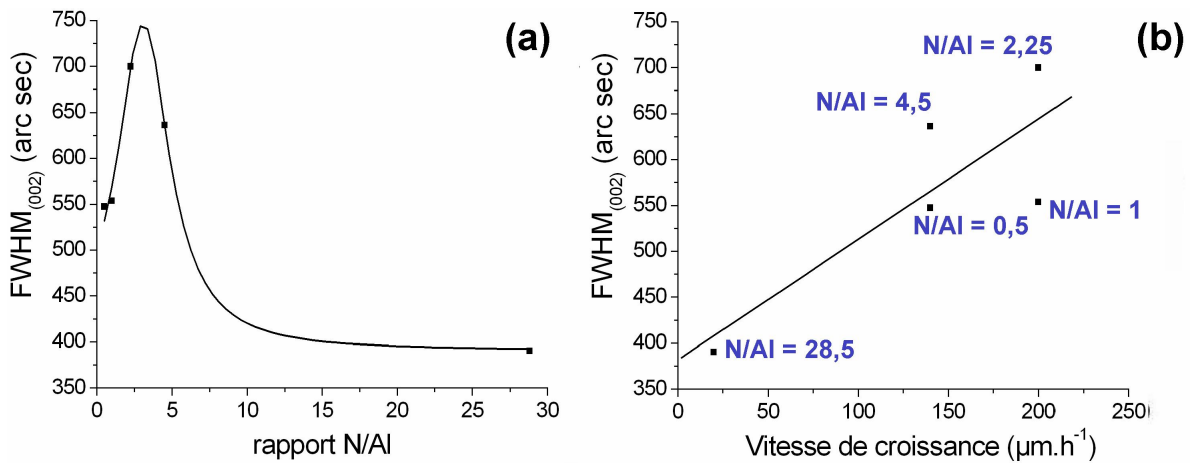 (a)
750
700
650
600
550
500
450
400
350
FWHM(002) (arc sec)
0 5 10 15 20 25 30
rapport N/Al
(b)
750
700
650
600
550
500
450
400
350
FWHM(002) (arc sec)
N/Al = 2,25
N/Al = 4,5
N/Al = 1
N/Al = 0,5
N/Al = 28,5
0 50 100 150 200 250
Vitesse de croissance (µm.h-1)